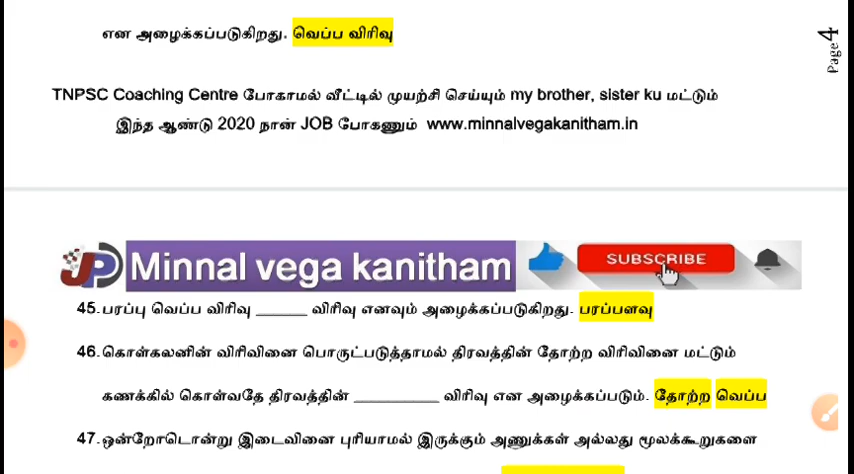 என அழைக்கப்படுகிறது. வெப்ப விரிவு
Page4
TNPSC Coaching Centre போகாமல் வீட்டில் முயற்சி செய்யும் my brother, sister ku மட்டும்
இந்த ஆண்டு 2020 நான் JOB போகணும் www.minnalvegakanitham.in
JP Minnal vega kanitham SUBSCRIBE
45.பரப்பு வெப்ப விரிவு ______ விரிவு எனவும் அழைக்கப்படுகிறது. பரப்பளவு
46.கொள்கலனின் விரிவினை பொருட்படுத்தாமல் திரவத்தின் தோற்ற விரிவினை மட்டும்
கணக்கில் கொள்வதே திரவத்தின் __________ விரிவு என அழைக்கப்படும். தோற்ற வெப்ப
47.ஒன்றோடொன்று இடைவினை புரியாமல் இருக்கும் அணுக்கள் அல்லது மூலக்கூறுகளை